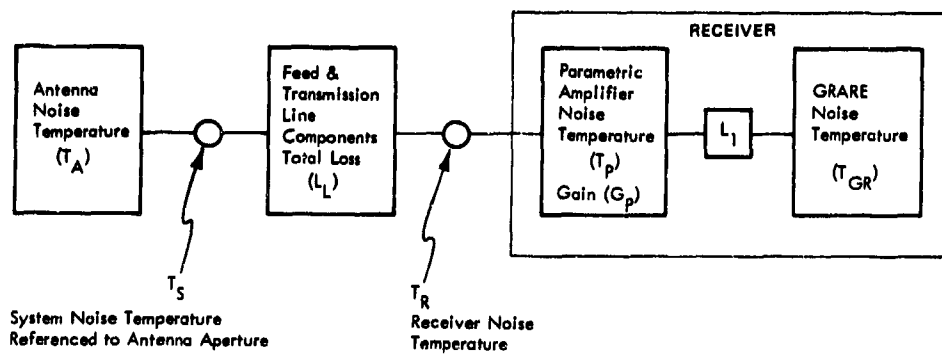 RECEIVER
Antenna
Noise
Temperature
(T_A)
Feed &
Transmission
Line
Components
Total Loss
(L_L)
Parametric
Amplifier
Noise
Temperature
(T_p)
Gain (G_p)
L_1
GRARE
Noise
Temperature
(T_GR)
T_S
System Noise Temperature
Referenced to Antenna Aperture
T_R
Receiver Noise
Temperature